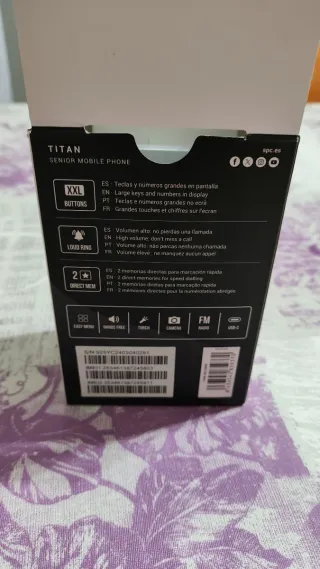 TITAN
SENIOR MOBILE PHONE
spc.es
XXL
BUTTONS
ES · Teclas y números grandes en pantalla
EN · Large keys and numbers in display
PT · Teclas e números grandes no ecrã
FR · Grandes touches et chiffres sur l'écran
LOUD RING
ES · Volumen alto: no pierdas una llamada
EN · High volume: don't miss a call
PT · Volume alto: não percas nenhuma chamada
FR · Volume élevé : ne manquez aucun appel
2
DIRECT MEM
ES · 2 memorias directas para marcación rápida
EN · 2 direct memories for speed dialling
PT · 2 memórias diretas para marcação rápida
FR · 2 mémoires directes pour la numérotation abrégée
EASY MENU
HANDS FREE
TORCH
CAMERA
FM
RADIO
USB-C